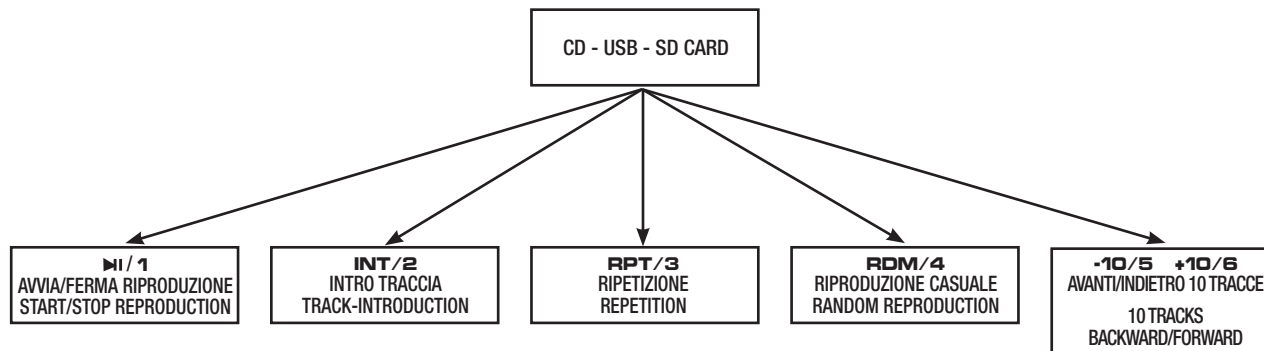 CD - USB - SD CARD
⏯/1
AVVIA/FERMA RIPRODUZIONE
START/STOP REPRODUCTION
INT/2
INTRO TRACCIA
TRACK-INTRODUCTION
RPT/3
RIPETIZIONE
REPETITION
RDM/4
RIPRODUZIONE CASUALE
RANDOM REPRODUCTION
-10/5 +10/6
AVANTI/INDIETRO 10 TRACCE
10 TRACKS
BACKWARD/FORWARD